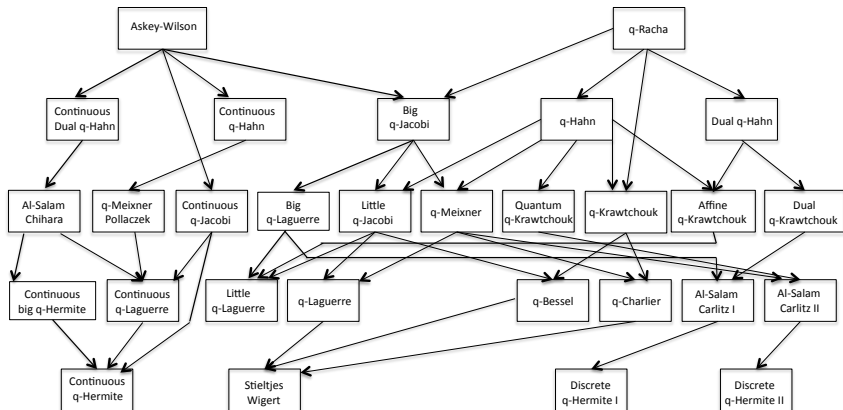 Askey-Wilson
q-Racha
Continuous
Dual q-Hahn
Continuous
q-Hahn
Big
q-Jacobi
q-Hahn
Dual q-Hahn
Al-Salam
Chihara
q-Meixner
Pollaczek
Continuous
q-Jacobi
Big
q-Laguerre
Little
q-Jacobi
q-Meixner
Quantum
q-Krawtchouk
q-Krawtchouk
Affine
q-Krawtchouk
Dual
q-Krawtchouk
Continuous
big q-Hermite
Continuous
q-Laguerre
Little
q-Laguerre
q-Laguerre
q-Bessel
q-Charlier
Al-Salam
Carlitz I
Al-Salam
Carlitz II
Continuous
q-Hermite
Stieltjes
Wigert
Discrete
q-Hermite I
Discrete
q-Hermite II